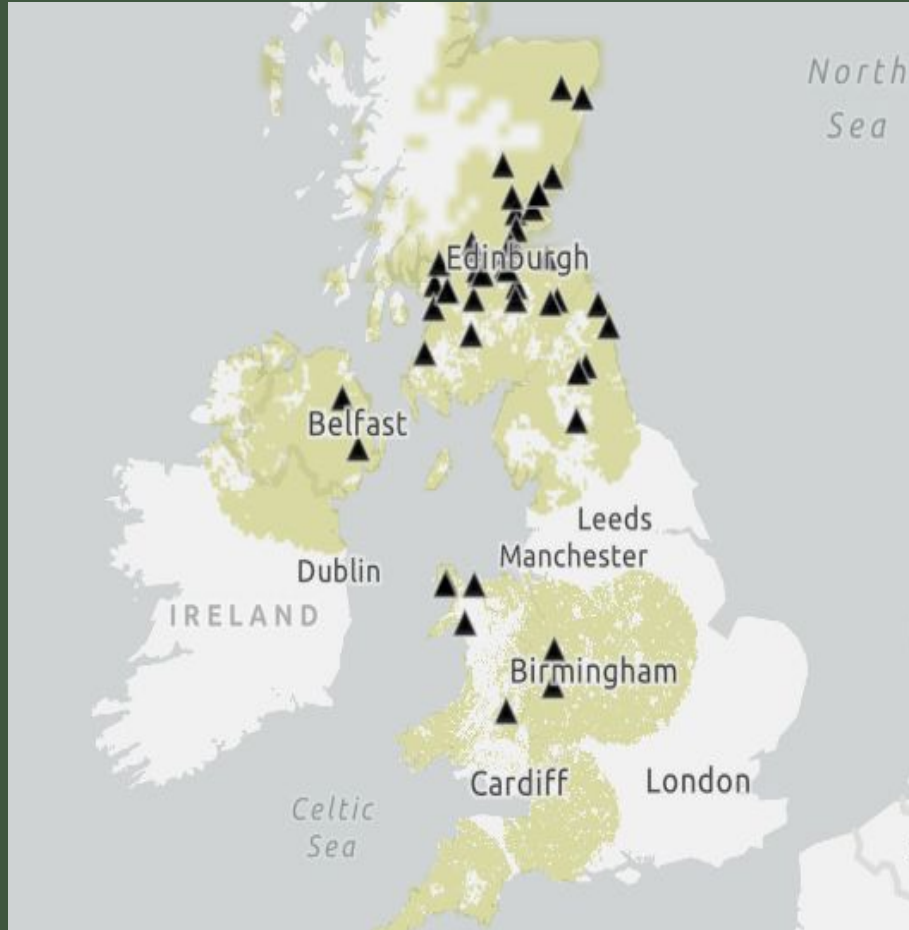 North
Sea
Edinburgh
Belfast
Leeds
Manchester
Dublin
IRELAND
Birmingham
Cardiff
London
Celtic
Sea